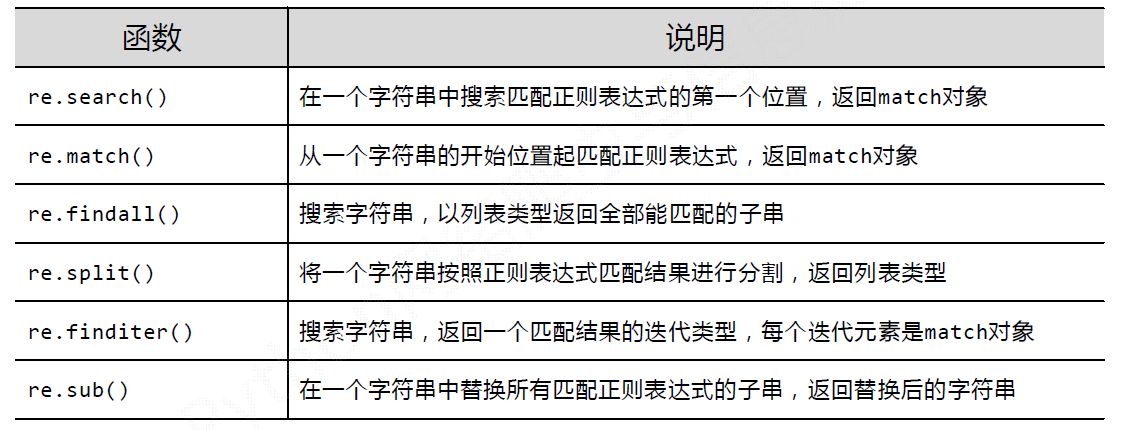 函数 说明
re.search() 在一个字符串中搜索匹配正则表达式的第一个位置，返回match对象
re.match() 从一个字符串的开始位置起匹配正则表达式，返回match对象
re.findall() 搜索字符串，以列表类型返回全部能匹配的子串
re.split() 将一个字符串按照正则表达式匹配结果进行分割，返回列表类型
re.finditer() 搜索字符串，返回一个匹配结果的迭代类型，每个迭代元素是match对象
re.sub() 在一个字符串中替换所有匹配正则表达式的子串，返回替换后的字符串